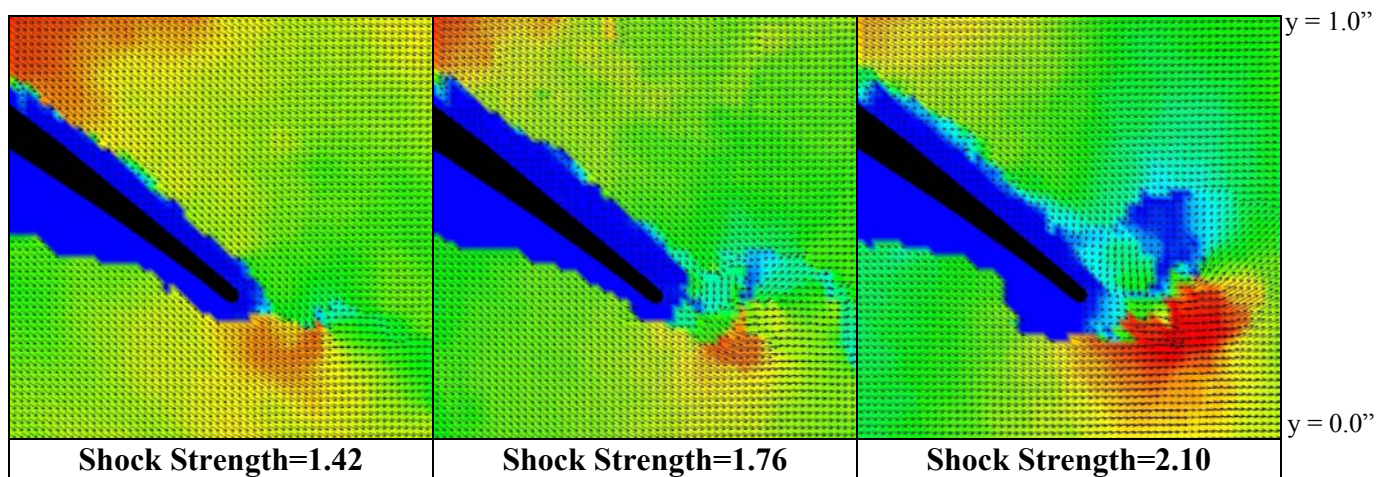 y = 1.0”
y = 0.0”
Shock Strength=1.42
Shock Strength=1.76
Shock Strength=2.10